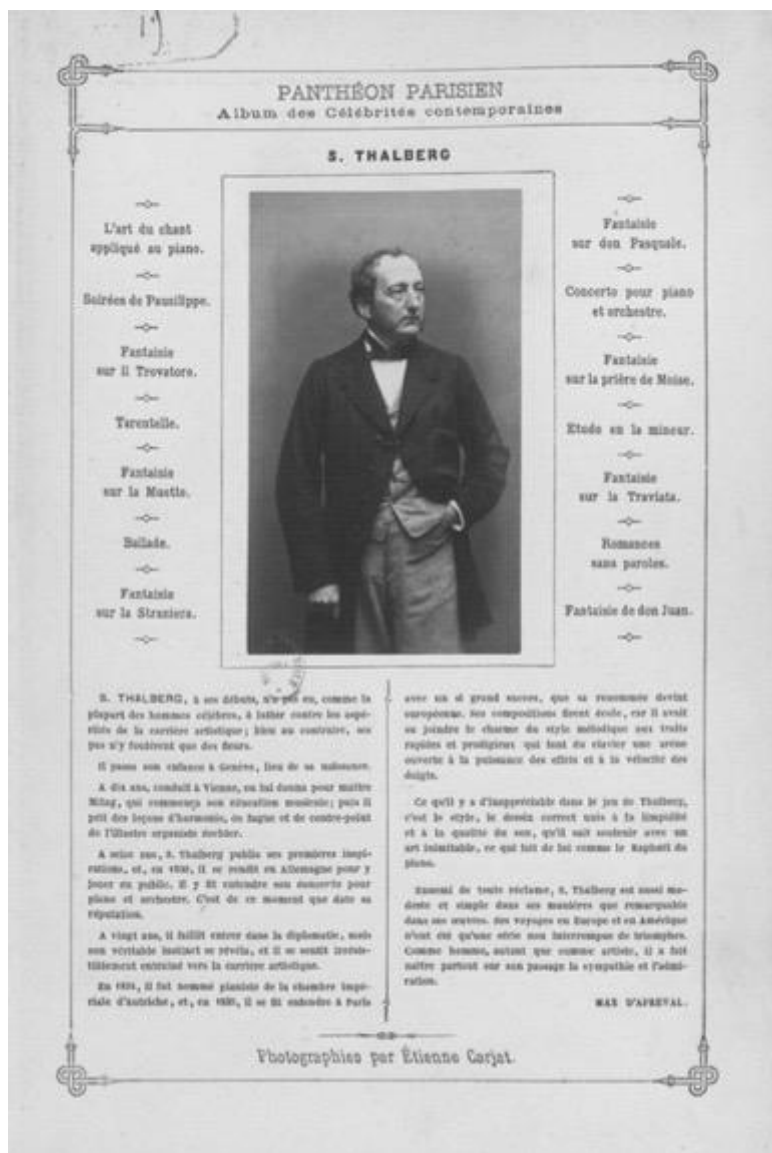 PANTHÉON PARISIEN
Album des Célébrités contemporaines
S. THALBERG
L'art du chant
appliqué au piano.
Soirées de Pausilippe.
Fantaisie
sur il Trovatore.
Tarentelle.
Fantaisie
sur la Muette.
Ballade.
Fantaisie
sur la Straniera.
Fantaisie
sur don Pasquale.
Concerto pour piano
et orchestre.
Fantaisie
sur la prière de Moïse.
Etude en la mineur.
Fantaisie
sur la Traviata.
Romances
sans paroles.
Fantaisie de don Juan.
S. THALBERG, à ses débuts, n'a pas eu, comme la
plupart des hommes célèbres, à lutter contre les aspé-
rités de la carrière artistique; bien au contraire, ses
pas n'y foulèrent que des fleurs.
Il passa son enfance à Genève, lieu de sa naissance.
A dix ans, conduit à Vienne, on lui donna pour maître
Mitag, qui commença son éducation musicale; puis il
prit des leçons d'harmonie, de fugue et de contre-point
de l'illustre organiste Sechter.
A seize ans, S. Thalberg publia ses premières inspi-
rations, et, en 1830, il se rendit en Allemagne pour y
jouer en public. Il y fit entendre son concerto pour
piano et orchestre. C'est de ce moment que date sa
réputation.
A vingt ans, il faillit entrer dans la diplomatie, mais
son véritable instinct se révéla, et il se sentit irrésis-
tiblement entraîné vers la carrière artistique.
En 1834, il fut nommé pianiste de la chambre impé-
riale d'Autriche, et, en il se fit entendre à Paris
avec un si grand succès, que sa renommée devint
européenne. Ses compositions firent école, car il avait
su joindre le charme du style mélodique aux traits
rapides et prodigieux qui font du clavier une arène
ouverte à la puissance des effets et à la vélocité des
doigts.
Ce qu'il y a d'inappréciable dans le jeu de Thalberg,
c'est le style, le dessin correct unis à la limpidité
et à la qualité du son, qu'il sait soutenir avec un
art inimitable, ce qui fait de lui comme le Raphaël du
piano.
Ennemi de toute réclame, S. Thalberg est aussi mo-
deste et simple dans ses manières que remarquable
dans ses œuvres. Ses voyages en Europe et en Amérique
n'ont été qu'une série non interrompue de triomphes.
Comme homme, autant que comme artiste, il a fait
naître partout sur son passage la sympathie et l'admi-
ration.
MAX D'APREVAL.
Photographies par Étienne Carjat.